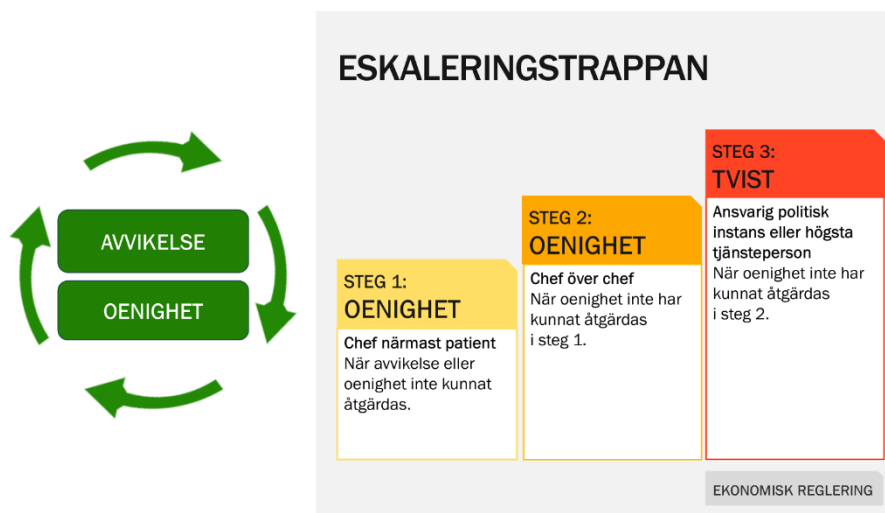 AVVIKELSE
OENIGHET
ESKALERINGSTRAPPAN
STEG 1:
OENIGHET
Chef närmast patient
När avvikelse eller
oenighet inte kunnat
åtgärdas.
STEG 2:
OENIGHET
Chef över chef
När oenighet inte har
kunnat åtgärdas
i steg 1.
STEG 3:
TVIST
Ansvarig politisk
instans eller högsta
tjänsteperson
När oenighet inte har
kunnat åtgärdas
i steg 2.
EKONOMISK REGLERING